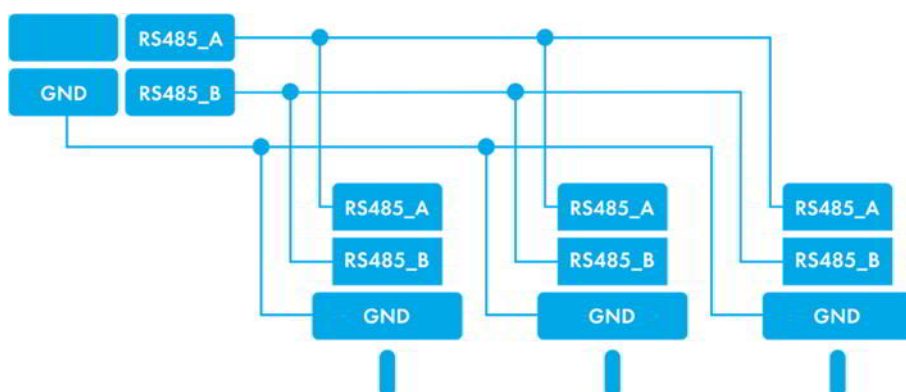 RS485_A
GND RS485_B
RS485_A RS485_A RS485_A
RS485_B RS485_B RS485_B
GND GND GND